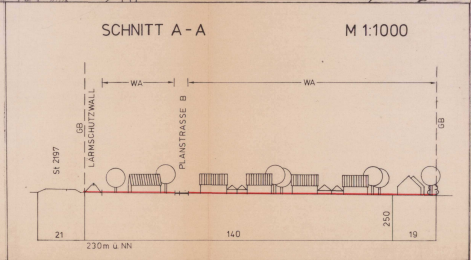 SCHNITT A-A M 1:1000
WA WA
St 2197
GB
LÄRMSCHUTZWALL
PLANSTRASSE B
GB
21 140 250 19
230m ü. NN